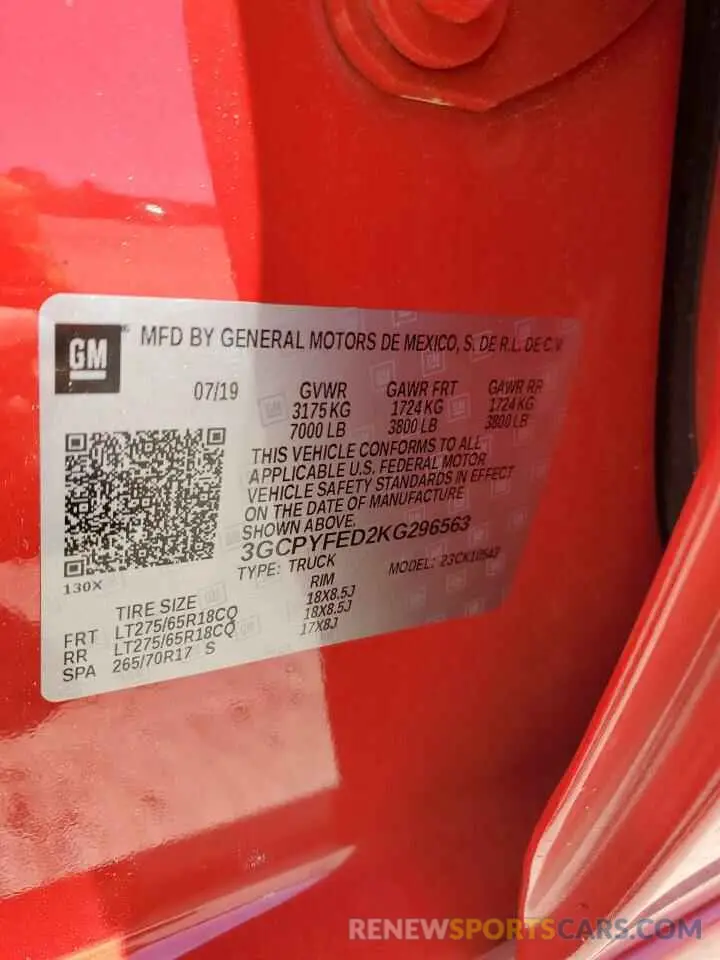 GM
MFD BY GENERAL MOTORS DE MEXICO, S. DE R.L. DE C.V
07/19 GVWR GAWR FRT GAWR RR
3175 KG 1724 KG 1724 KG
7000 LB 3800 LB 3800 LB
THIS VEHICLE CONFORMS TO ALL
APPLICABLE U.S. FEDERAL MOTOR
VEHICLE SAFETY STANDARDS IN EFFECT
ON THE DATE OF MANUFACTURE
SHOWN ABOVE.
3GCPYFED2KG296563
130X
TYPE: TRUCK MODEL: 23CK10543
TIRE SIZE RIM
FRT LT275/65R18CQ 18X8.5J
RR LT275/65R18CQ 18X8.5J
SPA 265/70R17 S 17X8J
RENEWSPORTSCARS.COM